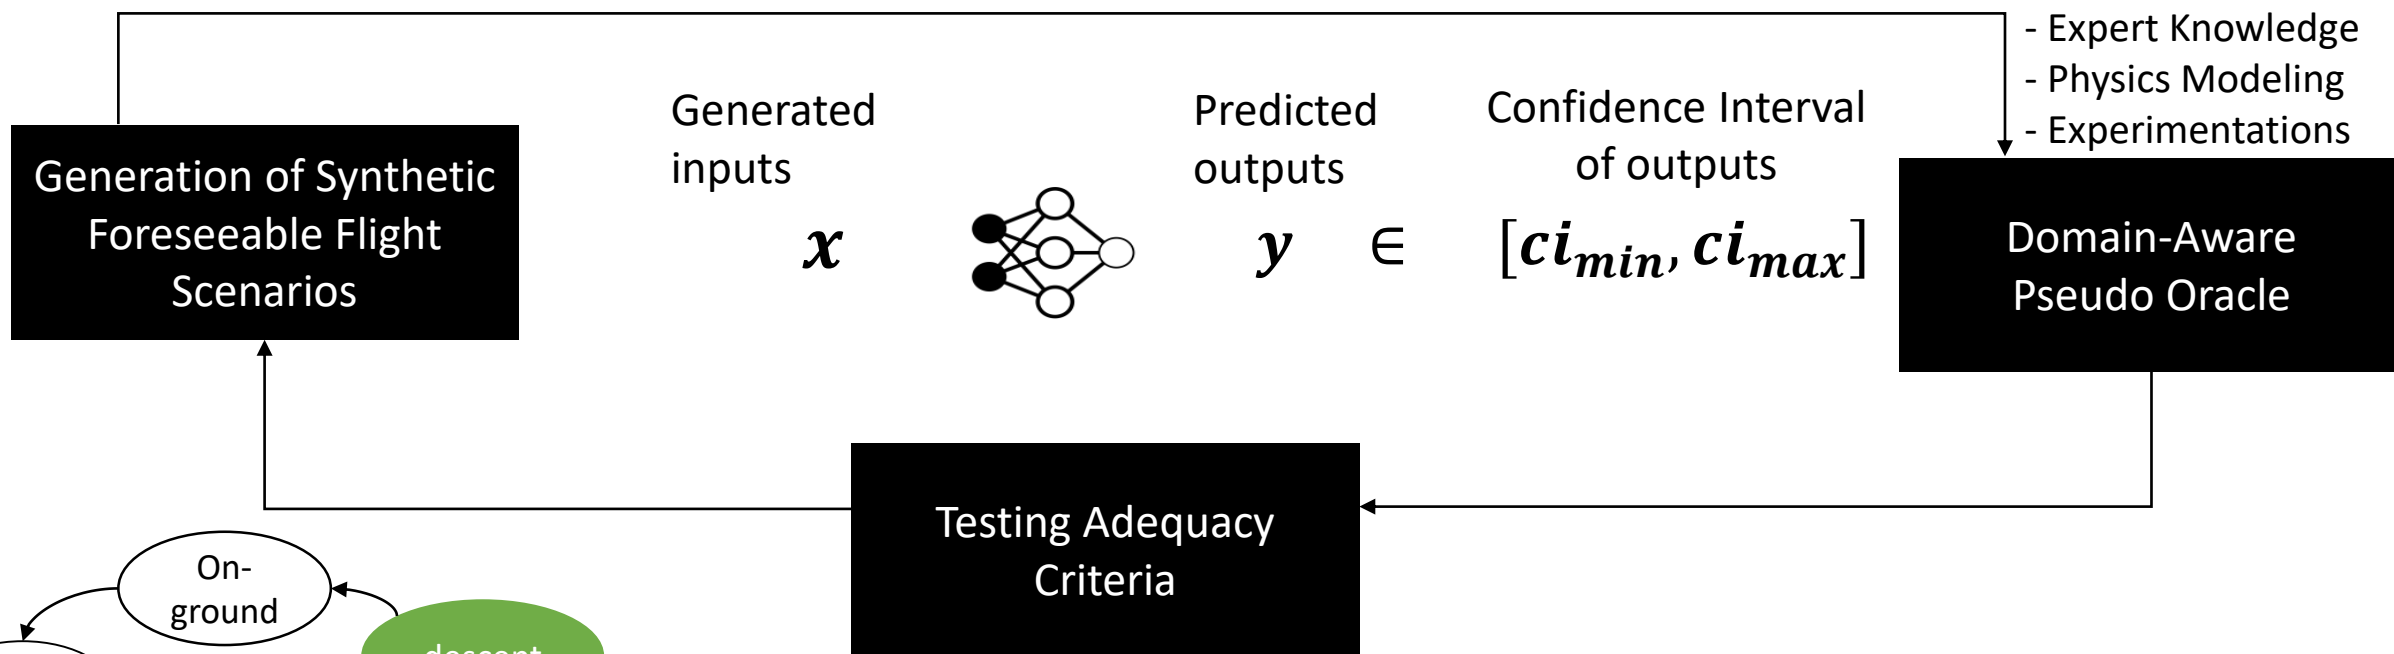 - Expert Knowledge
- Physics Modeling
- Experimentations
Generation of Synthetic
Foreseeable Flight
Scenarios
Generated
inputs
x
Predicted
outputs
y ∈
Confidence Interval
of outputs
[ci_min, ci_max]
Domain-Aware
Pseudo Oracle
Testing Adequacy
Criteria
On-
ground
descent